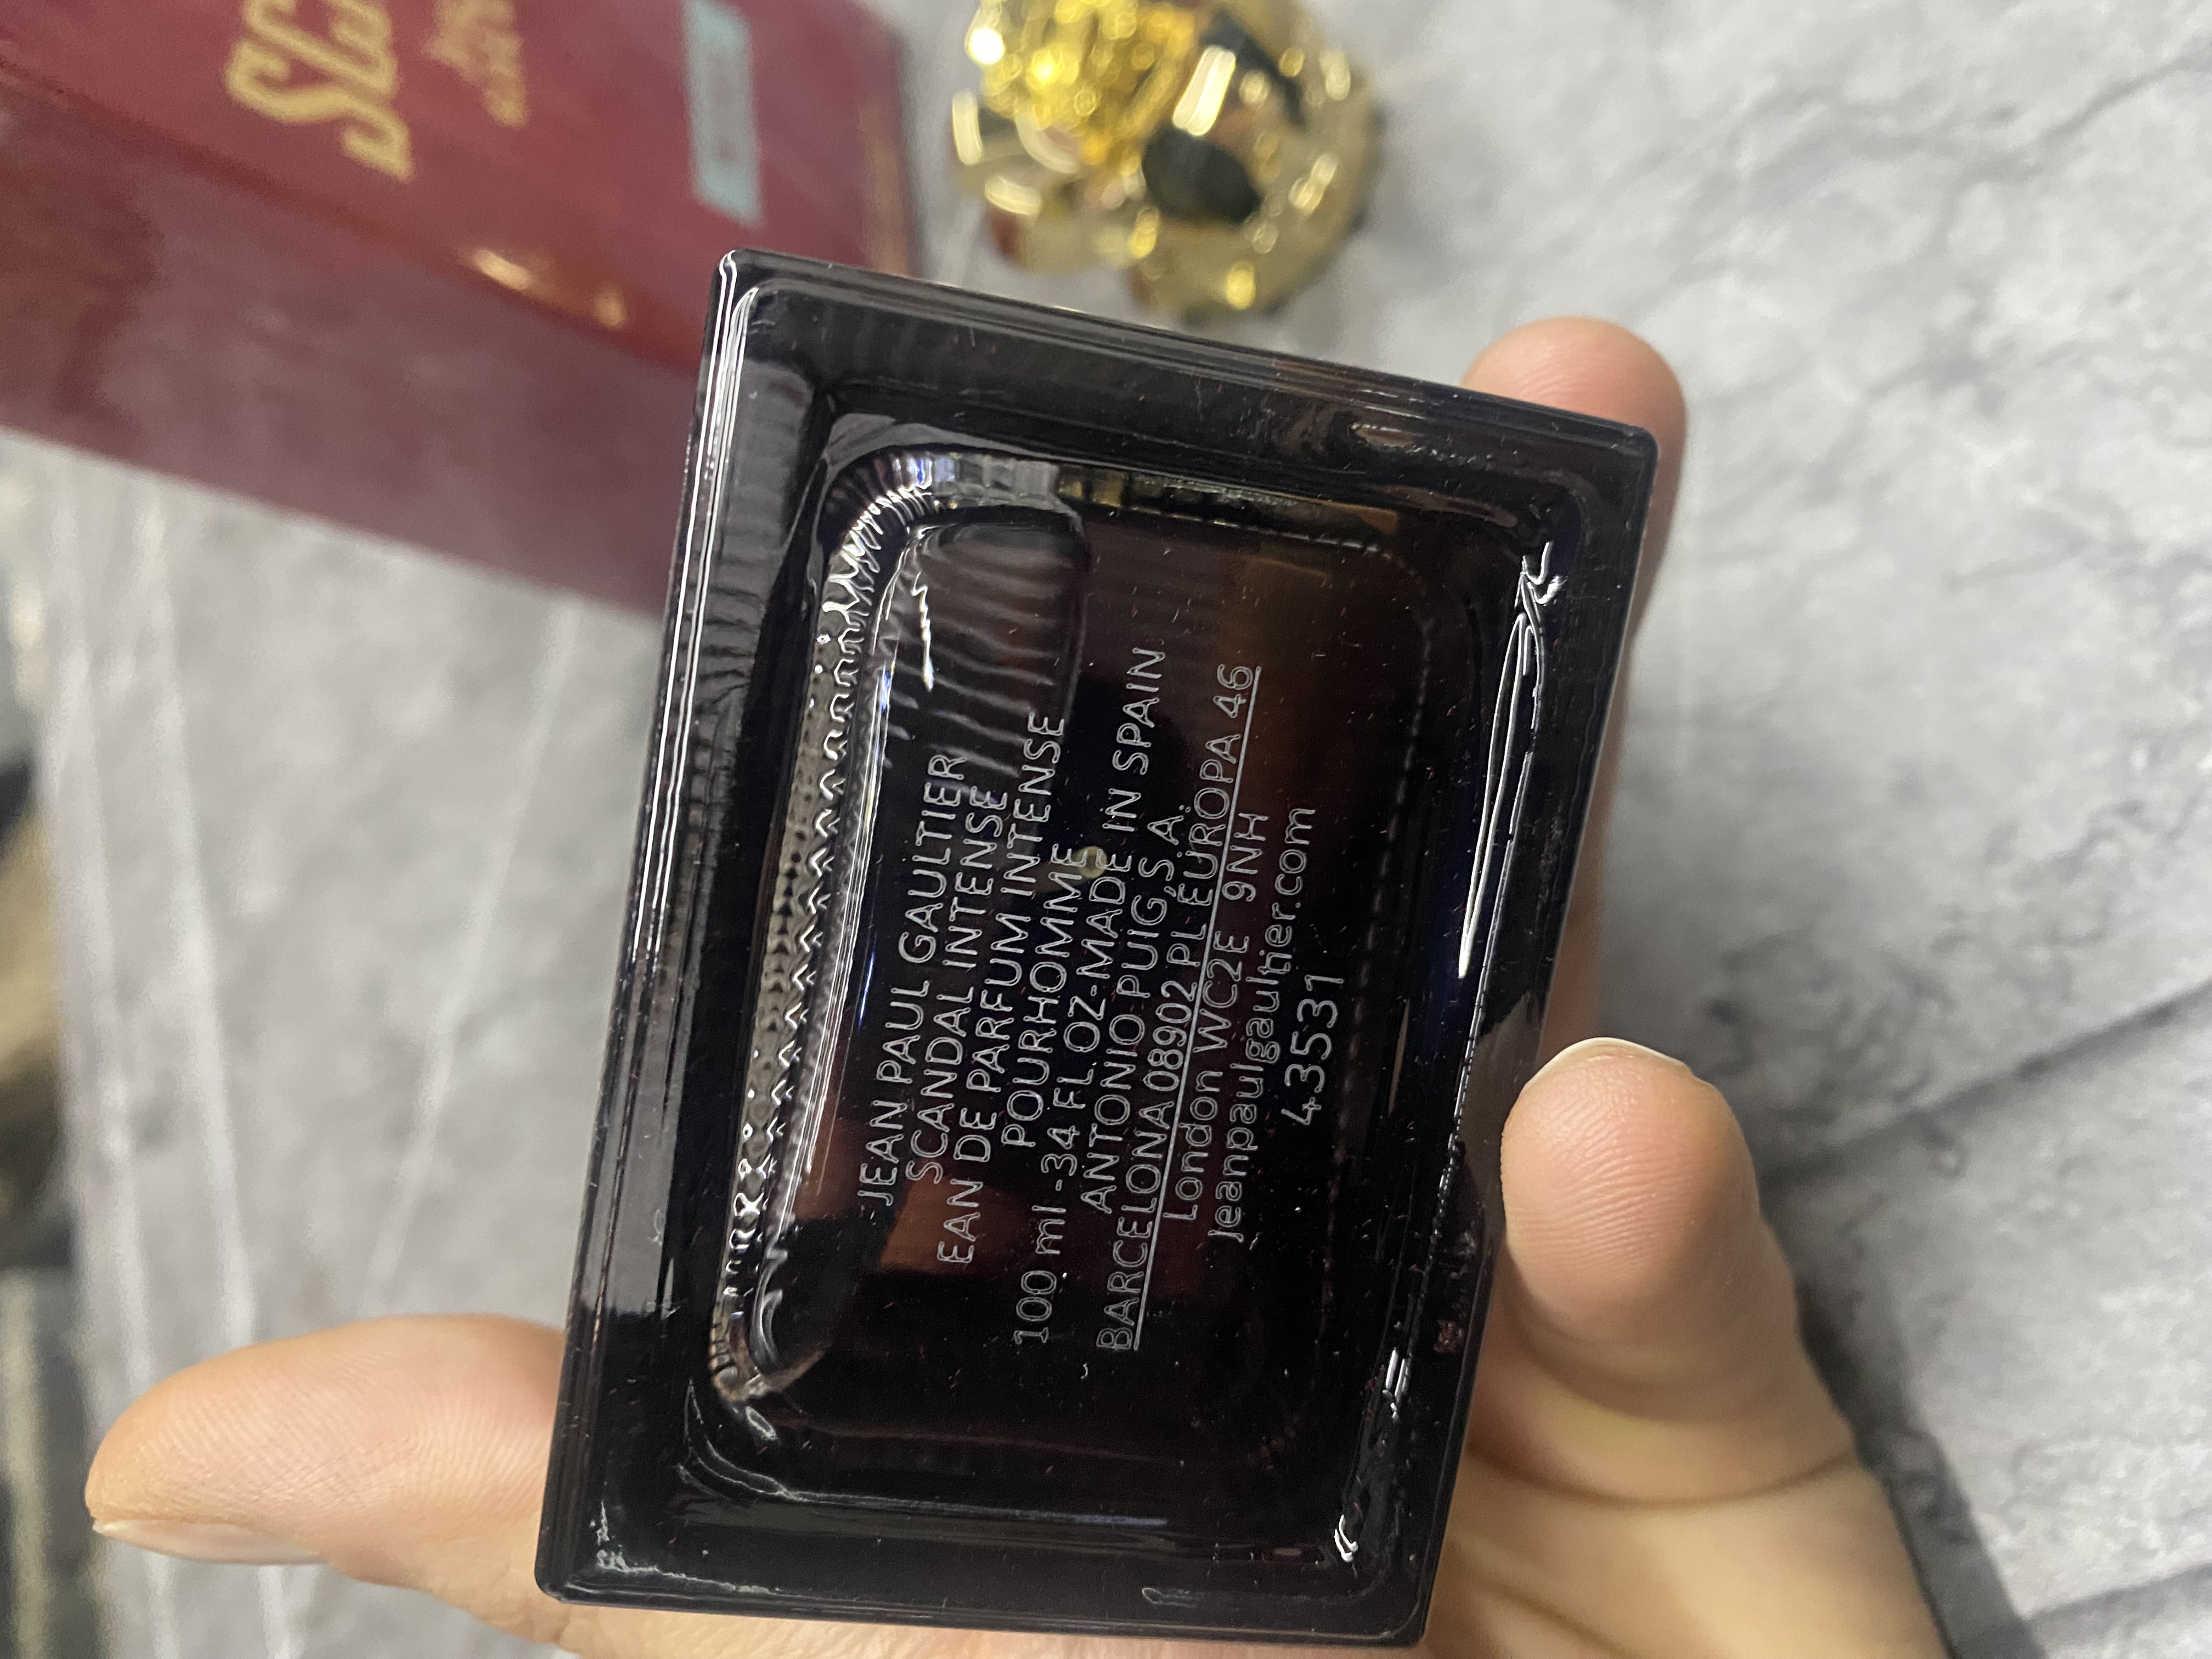 JEAN PAUL GAULTIER
SCANDAL INTENSE
EAN DE PARFUM INTENSE
POURHOMME
100 ml -34 FL OZ-MADE IN SPAIN
ANTONIO PUIG,S.A.
BARCELONA 08902 PL EUROPA 46
London WC2E 9NH
Jeanpaulgaultier.com
43531